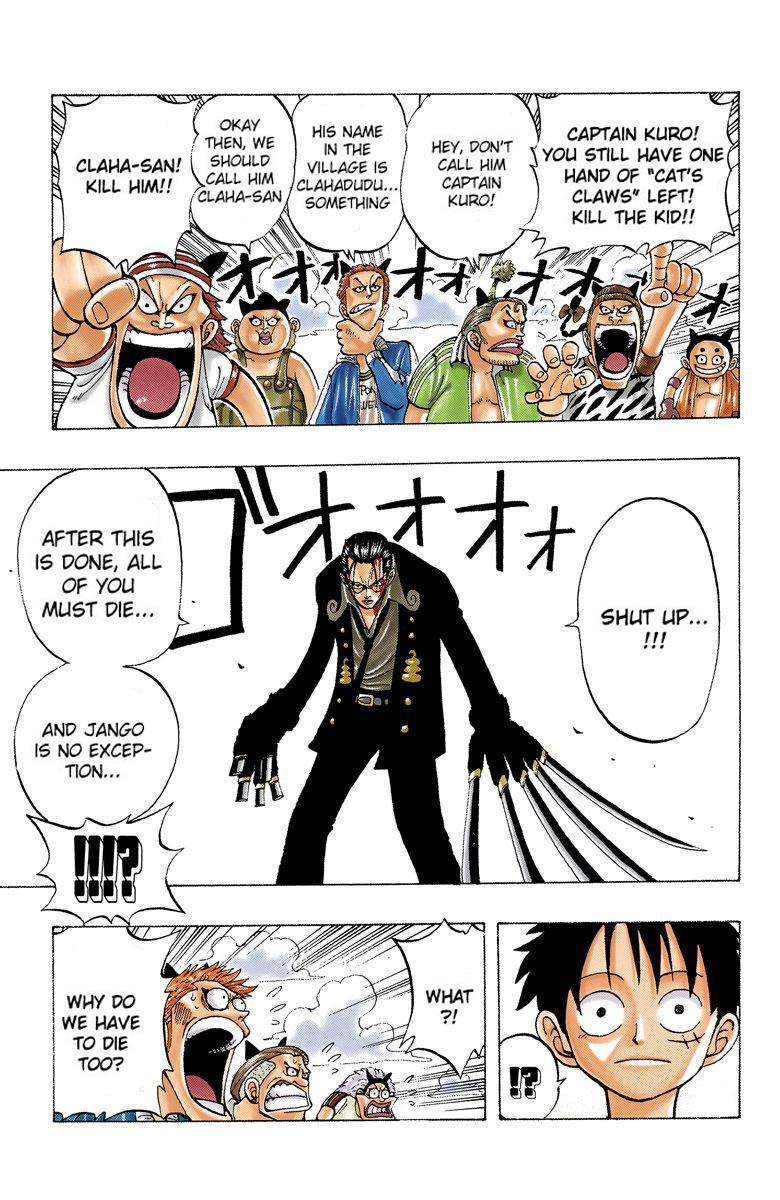 CAPTAIN KURO!
YOU STILL HAVE ONE
HAND OF "CAT'S
CLAWS" LEFT!
KILL THE KID!!
HEY, DON'T
CALL HIM
CAPTAIN
KURO!
HIS NAME
IN THE
VILLAGE IS
CLAHADUDU...
SOMETHING
OKAY
THEN, WE
SHOULD
CALL HIM
CLAHA-SAN
CLAHA-SAN!
KILL HIM!!
オオオオオオオオ
SHUT UP...
!!!
ゴオオオオ
AFTER THIS
IS DONE, ALL
OF YOU
MUST DIE...
AND JANGO
IS NO EXCEP-
TION...
!!!?
!?
WHAT
?!
WHY DO
WE HAVE
TO DIE
TOO?